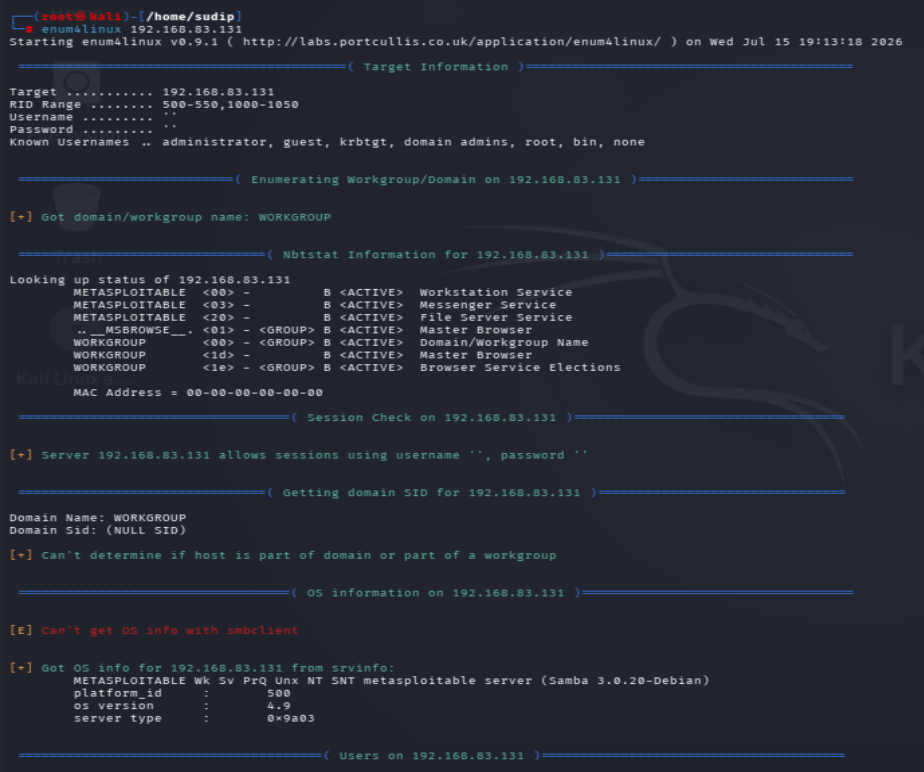 ┌──(root㉿kali)-[/home/sudip]
└─# enum4linux 192.168.83.131
Starting enum4linux v0.9.1 ( http://labs.portcullis.co.uk/application/enum4linux/ ) on Wed Jul 15 19:13:18 2026
( Target Information )
Target ........... 192.168.83.131
RID Range ........ 500-550,1000-1050
Username ......... ''
Password ......... ''
Known Usernames .. administrator, guest, krbtgt, domain admins, root, bin, none
( Enumerating Workgroup/Domain on 192.168.83.131 )
[+] Got domain/workgroup name: WORKGROUP
( Nbtstat Information for 192.168.83.131 )
Trash
Looking up status of 192.168.83.131
METASPLOITABLE <00> - B <ACTIVE> Workstation Service
METASPLOITABLE <03> - B <ACTIVE> Messenger Service
METASPLOITABLE <20> - B <ACTIVE> File Server Service
..__MSBROWSE__. <01> - <GROUP> B <ACTIVE> Master Browser
WORKGROUP <00> - <GROUP> B <ACTIVE> Domain/Workgroup Name
WORKGROUP <1d> - B <ACTIVE> Master Browser
WORKGROUP <1e> - <GROUP> B <ACTIVE> Browser Service Elections
Kali Linux a...
MAC Address = 00-00-00-00-00-00
( Session Check on 192.168.83.131 )
[+] Server 192.168.83.131 allows sessions using username '', password ''
( Getting domain SID for 192.168.83.131 )
Domain Name: WORKGROUP
Domain Sid: (NULL SID)
[+] Can't determine if host is part of domain or part of a workgroup
( OS information on 192.168.83.131 )
[E] Can't get OS info with smbclient
[+] Got OS info for 192.168.83.131 from srvinfo:
METASPLOITABLE Wk Sv PrQ Unx NT SNT metasploitable server (Samba 3.0.20-Debian)
platform_id : 500
os version : 4.9
server type : 0×9a03
( Users on 192.168.83.131 )